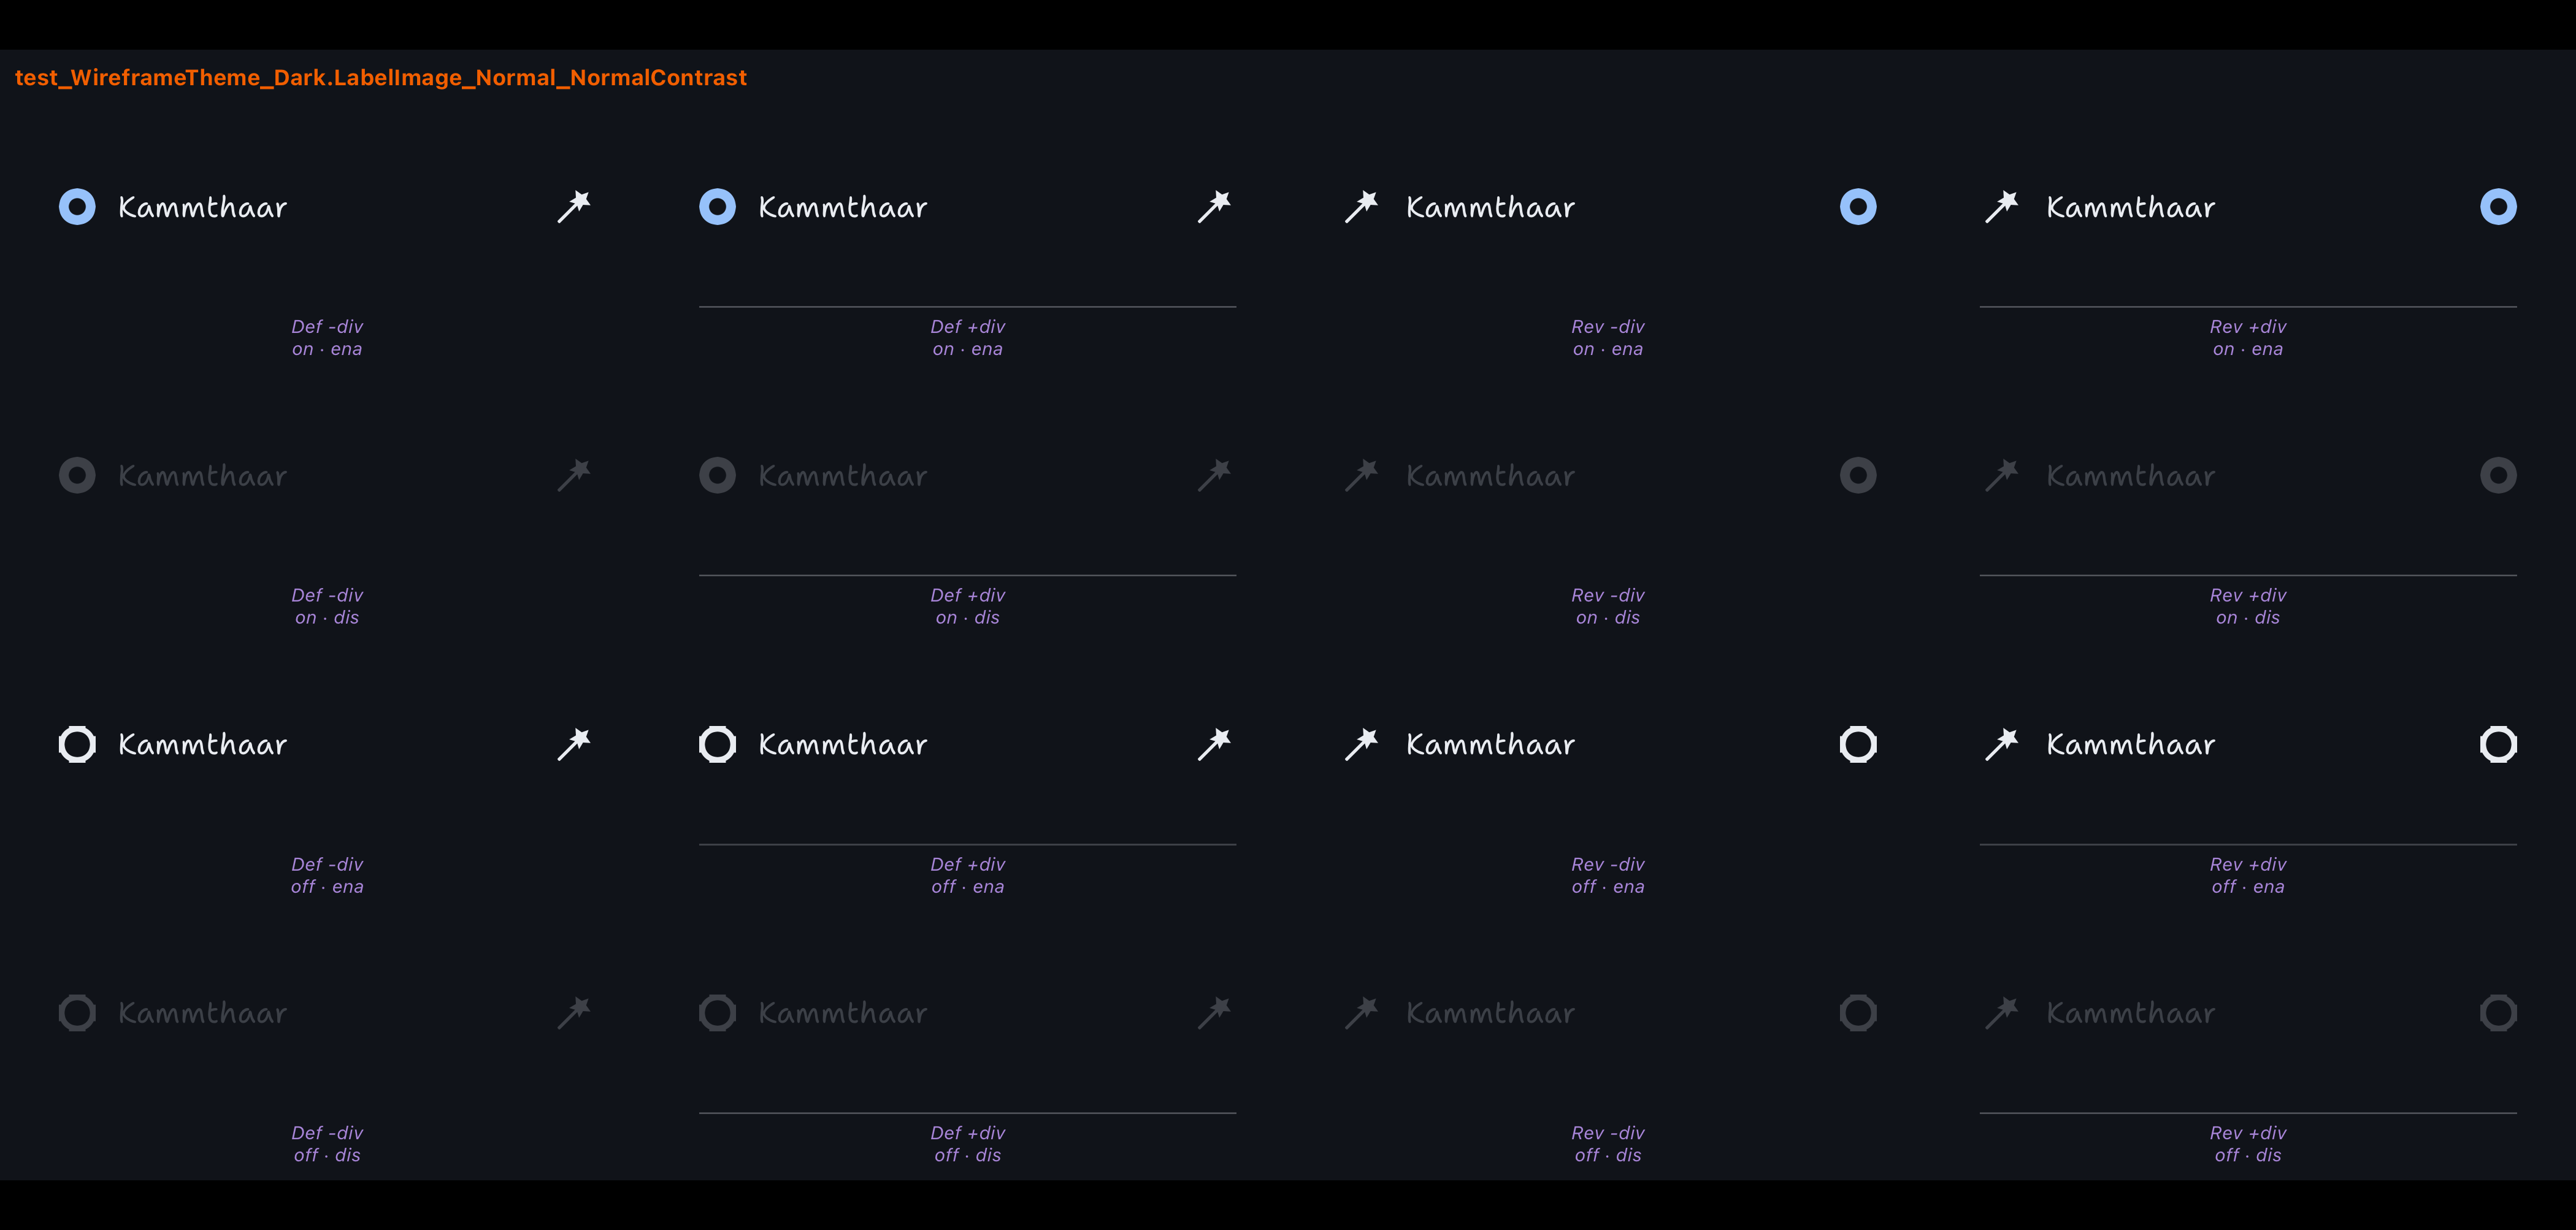 test_WireframeTheme_Dark.LabelImage_Normal_NormalContrast
Kammthaar
Kammthaar
Kammthaar
Kammthaar
Def -div
on · ena
Def +div
on · ena
Rev -div
on · ena
Rev +div
on · ena
Kammthaar
Kammthaar
Kammthaar
Kammthaar
Def -div
on · dis
Def +div
on · dis
Rev -div
on · dis
Rev +div
on · dis
Kammthaar
Kammthaar
Kammthaar
Kammthaar
Def -div
off · ena
Def +div
off · ena
Rev -div
off · ena
Rev +div
off · ena
Kammthaar
Kammthaar
Kammthaar
Kammthaar
Def -div
off · dis
Def +div
off · dis
Rev -div
off · dis
Rev +div
off · dis